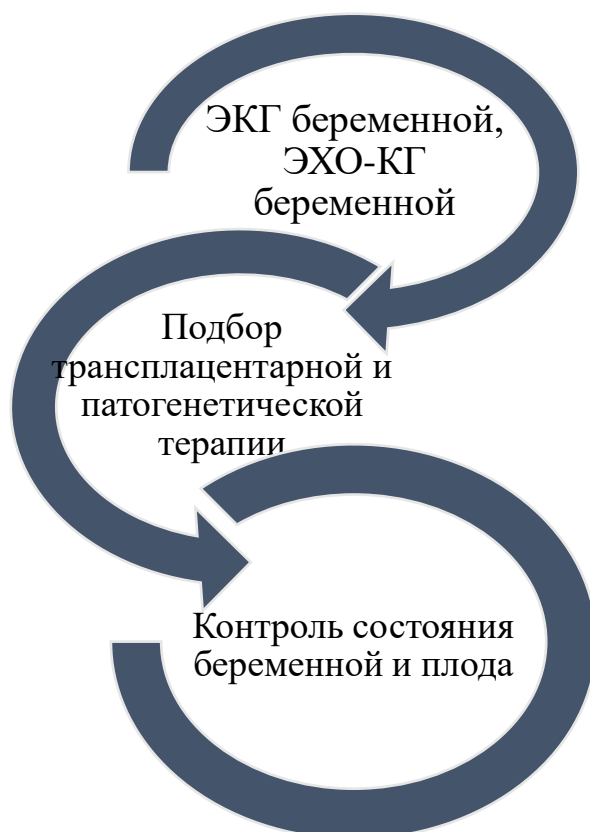 ЭКГ беременной,
ЭХО-КГ
беременной
Подбор
трансплацентарной и
патогенетической
терапии
Контроль состояния
беременной и плода